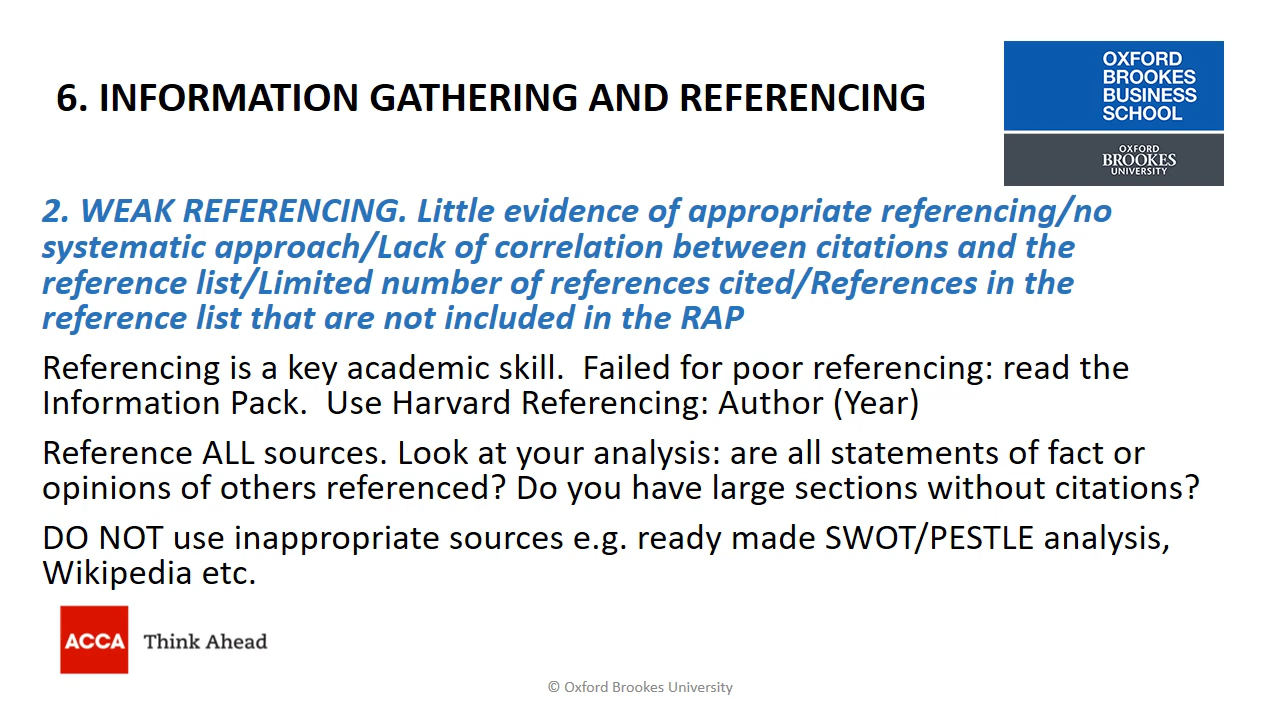 6. INFORMATION GATHERING AND REFERENCING
OXFORD
BROOKES
BUSINESS
SCHOOL
OXFORD
BROOKES
UNIVERSITY
2. WEAK REFERENCING. Little evidence of appropriate referencing/no
systematic approach/Lack of correlation between citations and the
reference list/Limited number of references cited/References in the
reference list that are not included in the RAP
Referencing is a key academic skill.  Failed for poor referencing: read the
Information Pack.  Use Harvard Referencing: Author (Year)
Reference ALL sources. Look at your analysis: are all statements of fact or
opinions of others referenced? Do you have large sections without citations?
DO NOT use inappropriate sources e.g. ready made SWOT/PESTLE analysis,
Wikipedia etc.
ACCA Think Ahead
© Oxford Brookes University